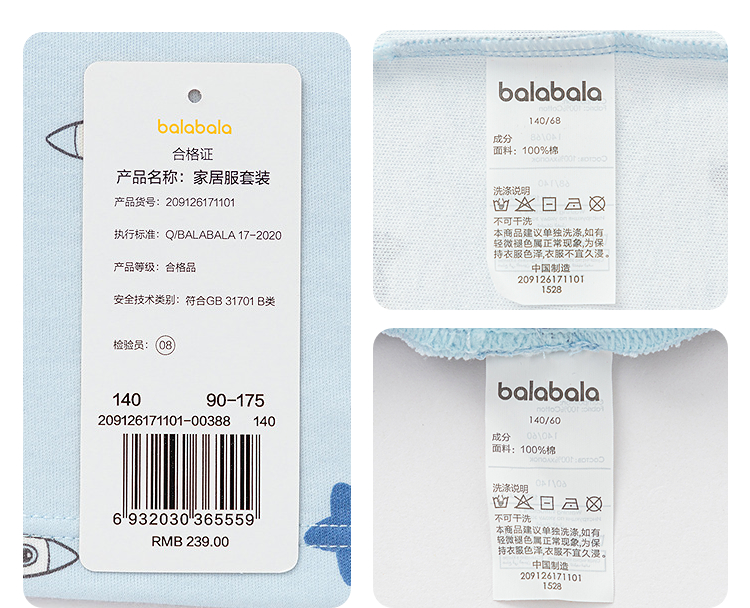 balabala
合格证
产品名称：家居服套装
产品货号：209126171101
执行标准：Q/BALABALA 17-2020
产品等级：合格品
安全技术类别：符合GB 31701 B类
检验员：08
140 90-175
209126171101-00388 140
6 932030 365559
RMB 239.00
balabala
140/68
成分
面料：100%棉
洗涤说明
不可干洗
本商品建议单独洗涤,如有
轻微褪色属正常现象,为保
持衣服色泽,衣服不宜久浸。
中国制造
209126171101
1528
balabala
140/60
成分
面料：100%棉
洗涤说明
不可干洗
本商品建议单独洗涤,如有
轻微褪色属正常现象,为保
持衣服色泽,衣服不宜久浸。
中国制造
209126171101
1528